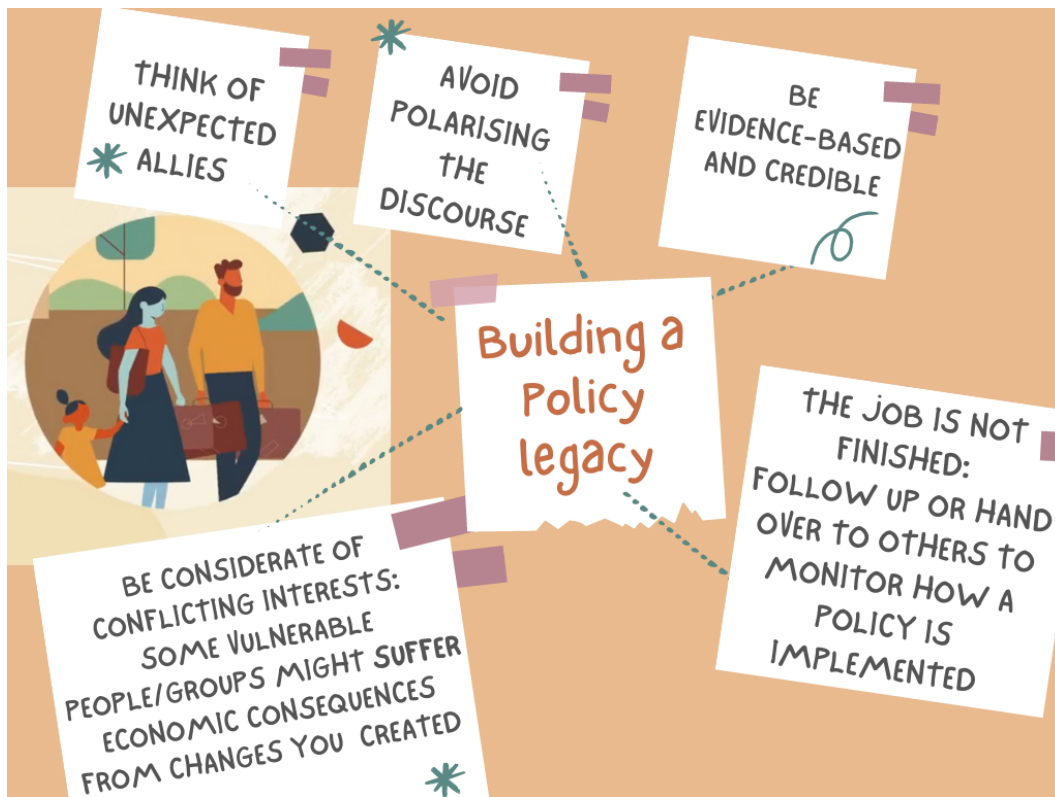 THINK OF
UNEXPECTED
ALLIES
AVOID
POLARISING
THE
DISCOURSE
BE
EVIDENCE-BASED
AND CREDIBLE
Building a
Policy
legacy
THE JOB IS NOT
FINISHED:
FOLLOW UP OR HAND
OVER TO OTHERS TO
MONITOR HOW A
POLICY IS
IMPLEMENTED
BE CONSIDERATE OF
CONFLICTING INTERESTS:
SOME VULNERABLE
PEOPLE/GROUPS MIGHT SUFFER
ECONOMIC CONSEQUENCES
FROM CHANGES YOU CREATED